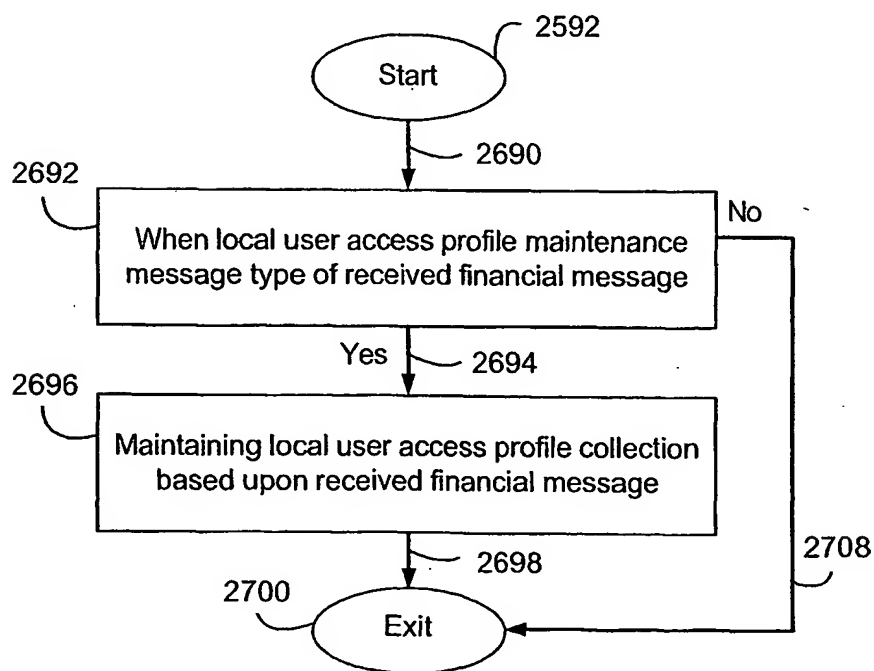 2592
Start
2690
2692
No
When local user access profile maintenance
message type of received financial message
Yes
2694
2696
Maintaining local user access profile collection
based upon received financial message
2698
2708
2700
Exit